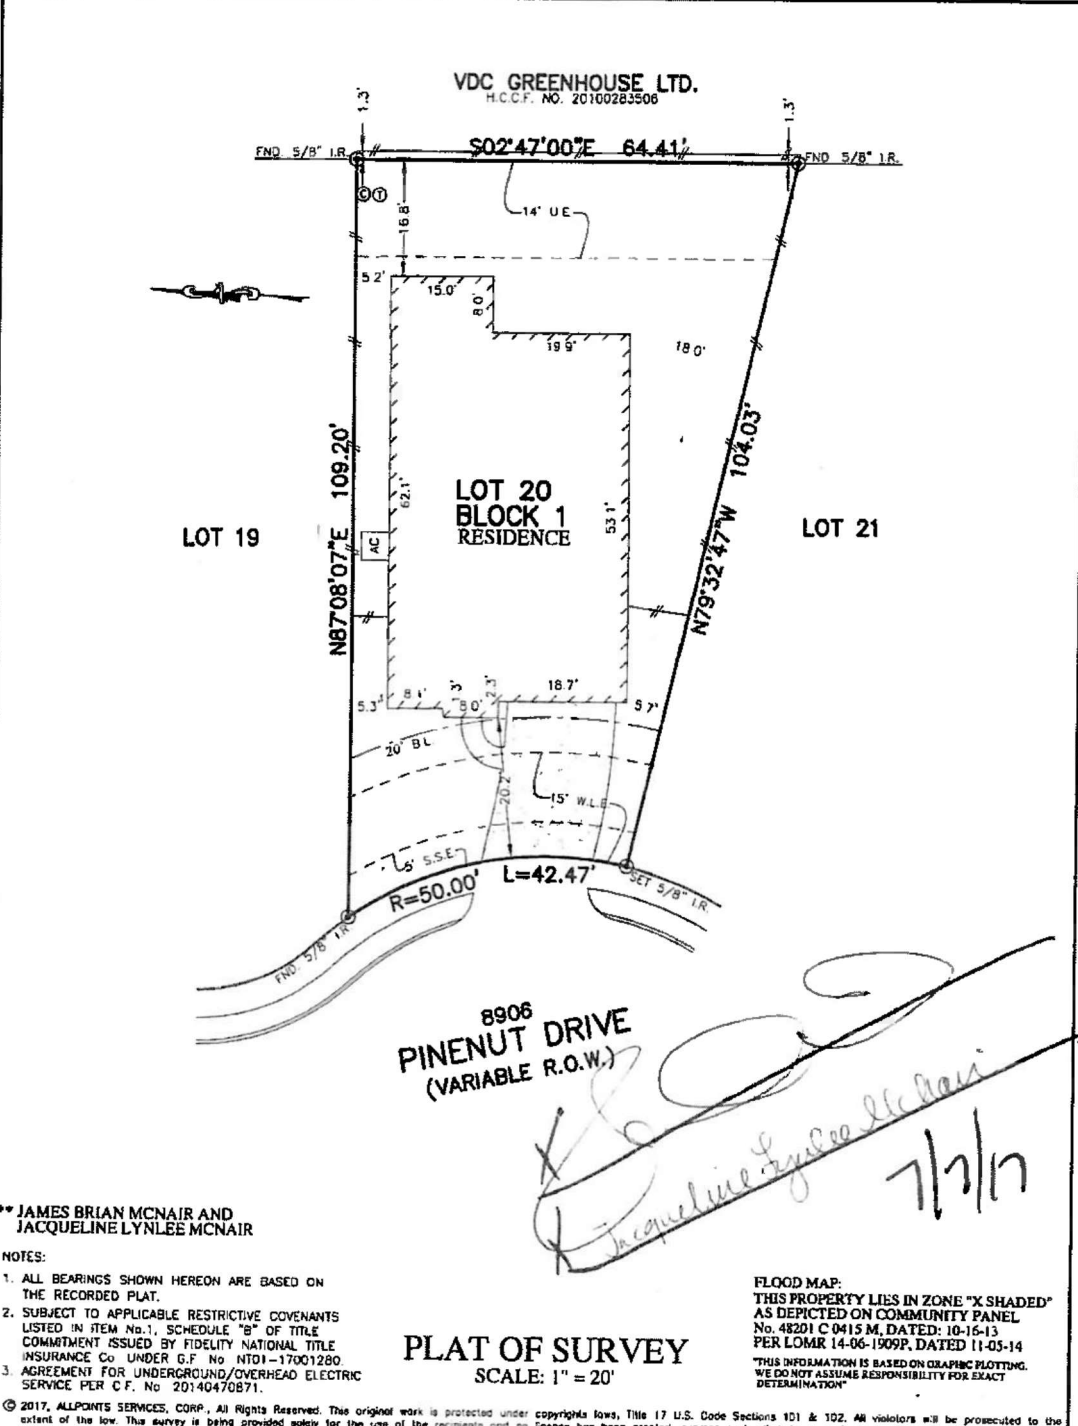 VDC GREENHOUSE LTD.
H.C.C.F. NO. 20100283506
1.3'
1.3'
FND 5/8" I.R.
S02°47'00"E 64.41'
FND 5/8" I.R.
C T
16.8'
14' U E
5 2'
15.0'
8 0'
19 9'
18 0'
N87°08'07"E 109.20'
62.1'
LOT 20
BLOCK 1
RESIDENCE
53 1'
N79°32'47"W 104.03'
LOT 19
LOT 21
AC
5.3'
8 1'
1 3'
8 0'
2.3'
18.7'
5 7'
20' BL
20.2'
15' W.L.E
5' S.S.E
R=50.00'
L=42.47'
SET 5/8" I.R.
FND. 5/8" I.R.
8906
PINENUT DRIVE
(VARIABLE R.O.W.)
X
X Jacqueline Lynlee McNair
7/7/17
** JAMES BRIAN MCNAIR AND
JACQUELINE LYNLEE MCNAIR
NOTES:
1. ALL BEARINGS SHOWN HEREON ARE BASED ON
THE RECORDED PLAT.
2. SUBJECT TO APPLICABLE RESTRICTIVE COVENANTS
LISTED IN ITEM No.1, SCHEDULE "B" OF TITLE
COMMITMENT ISSUED BY FIDELITY NATIONAL TITLE
INSURANCE Co UNDER G.F No NT01-17001280.
3. AGREEMENT FOR UNDERGROUND/OVERHEAD ELECTRIC
SERVICE PER C F. No 20140470871.
PLAT OF SURVEY
SCALE: 1" = 20'
FLOOD MAP:
THIS PROPERTY LIES IN ZONE "X SHADED"
AS DEPICTED ON COMMUNITY PANEL
No. 48201 C 0415 M, DATED: 10-16-13
PER LOMR 14-06-1909P, DATED 11-05-14
"THIS INFORMATION IS BASED ON GRAPHIC PLOTTING.
WE DO NOT ASSUME RESPONSIBILITY FOR EXACT
DETERMINATION"
© 2017, ALLPOINTS SERVICES, CORP., All Rights Reserved. This original work is protected under copyrights laws, Title 17 U.S. Code Sections 101 & 102. All violators will be prosecuted to the
extent of the law. This survey is being provided solely for the use of the recipients and no